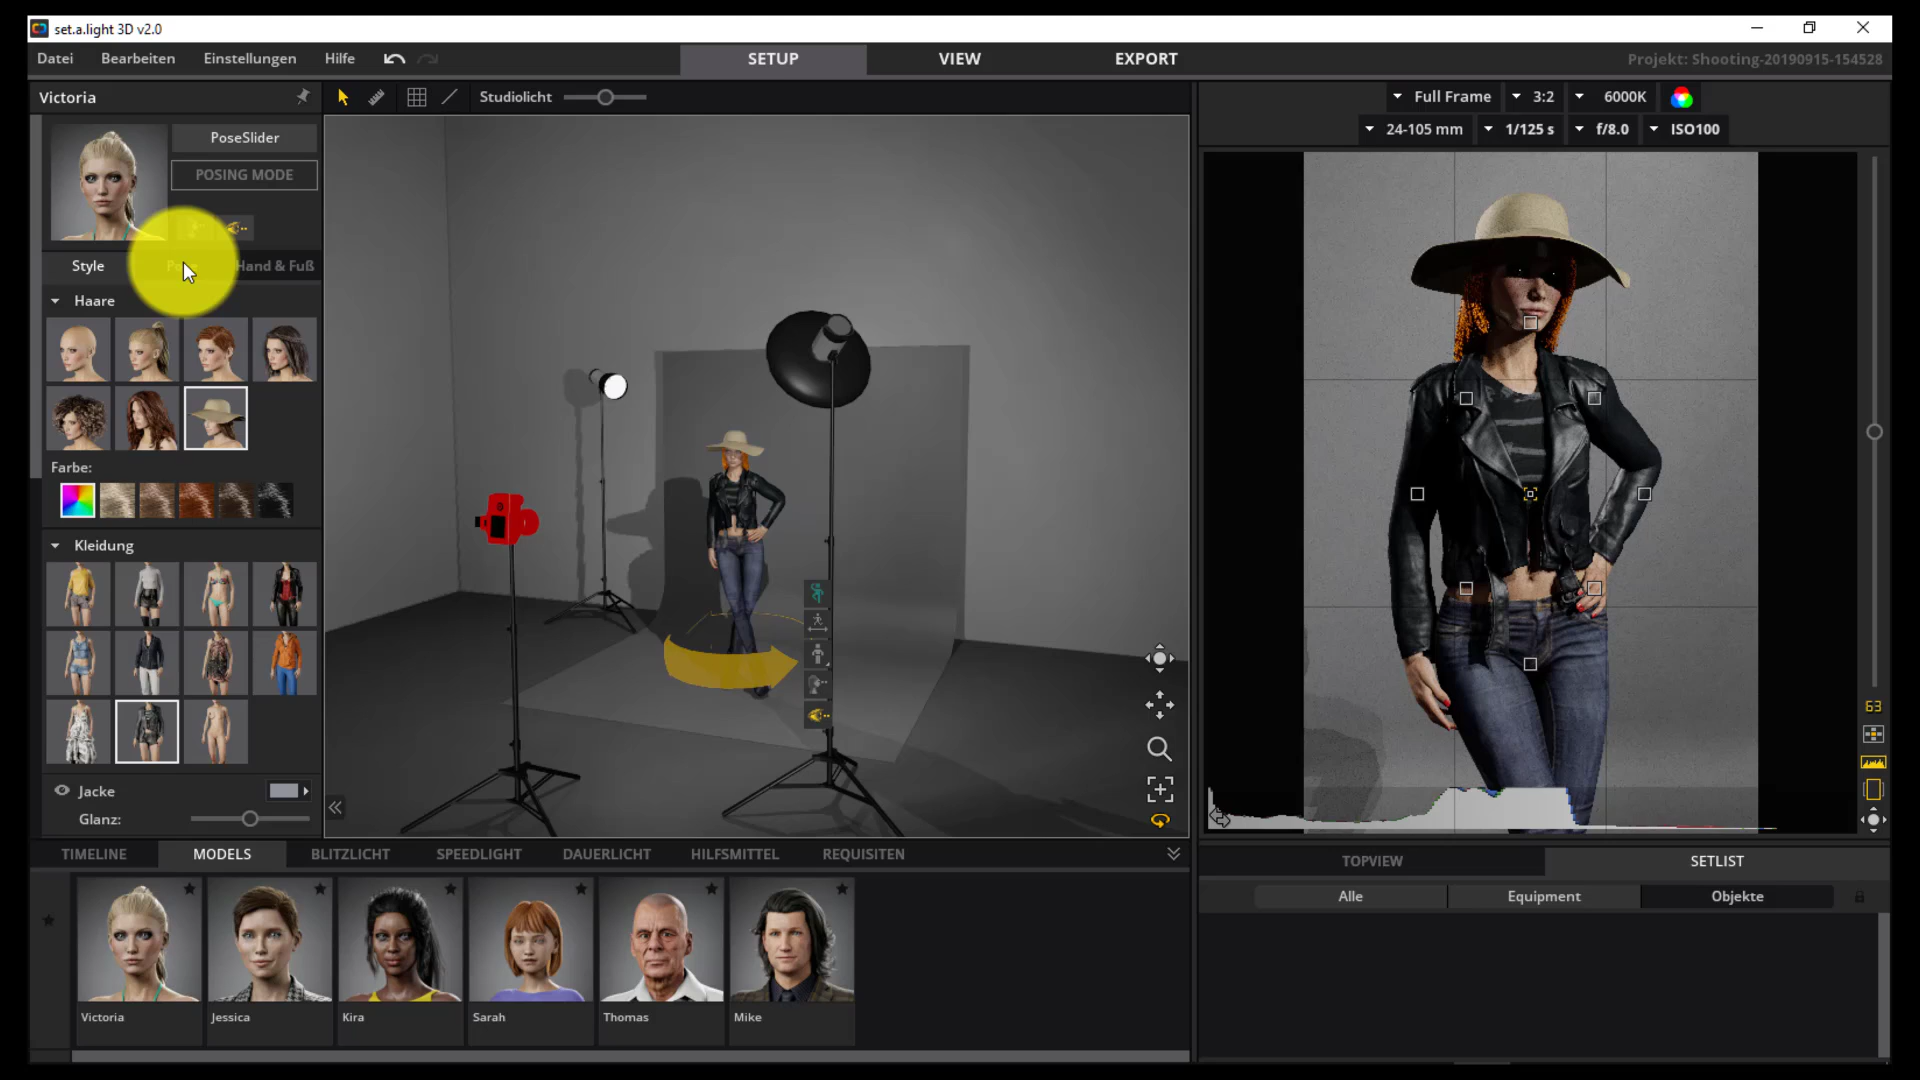 set.a.light 3D v2.0
Datei Bearbeiten Einstellungen Hilfe SETUP VIEW EXPORT Projekt: Shooting-20190915-154528
Victoria
Studiolicht
Full Frame 3:2 6000K
24-105 mm 1/125 s f/8.0 ISO100
PoseSlider
POSING MODE
Style Pose Hand & Fuß
Haare
Farbe:
Kleidung
Jacke
Glanz:
63
TIMELINE MODELS BLITZLICHT SPEEDLIGHT DAUERLICHT HILFSMITTEL REQUISITEN
TOPVIEW SETLIST
Alle Equipment Objekte
Victoria Jessica Kira Sarah Thomas Mike